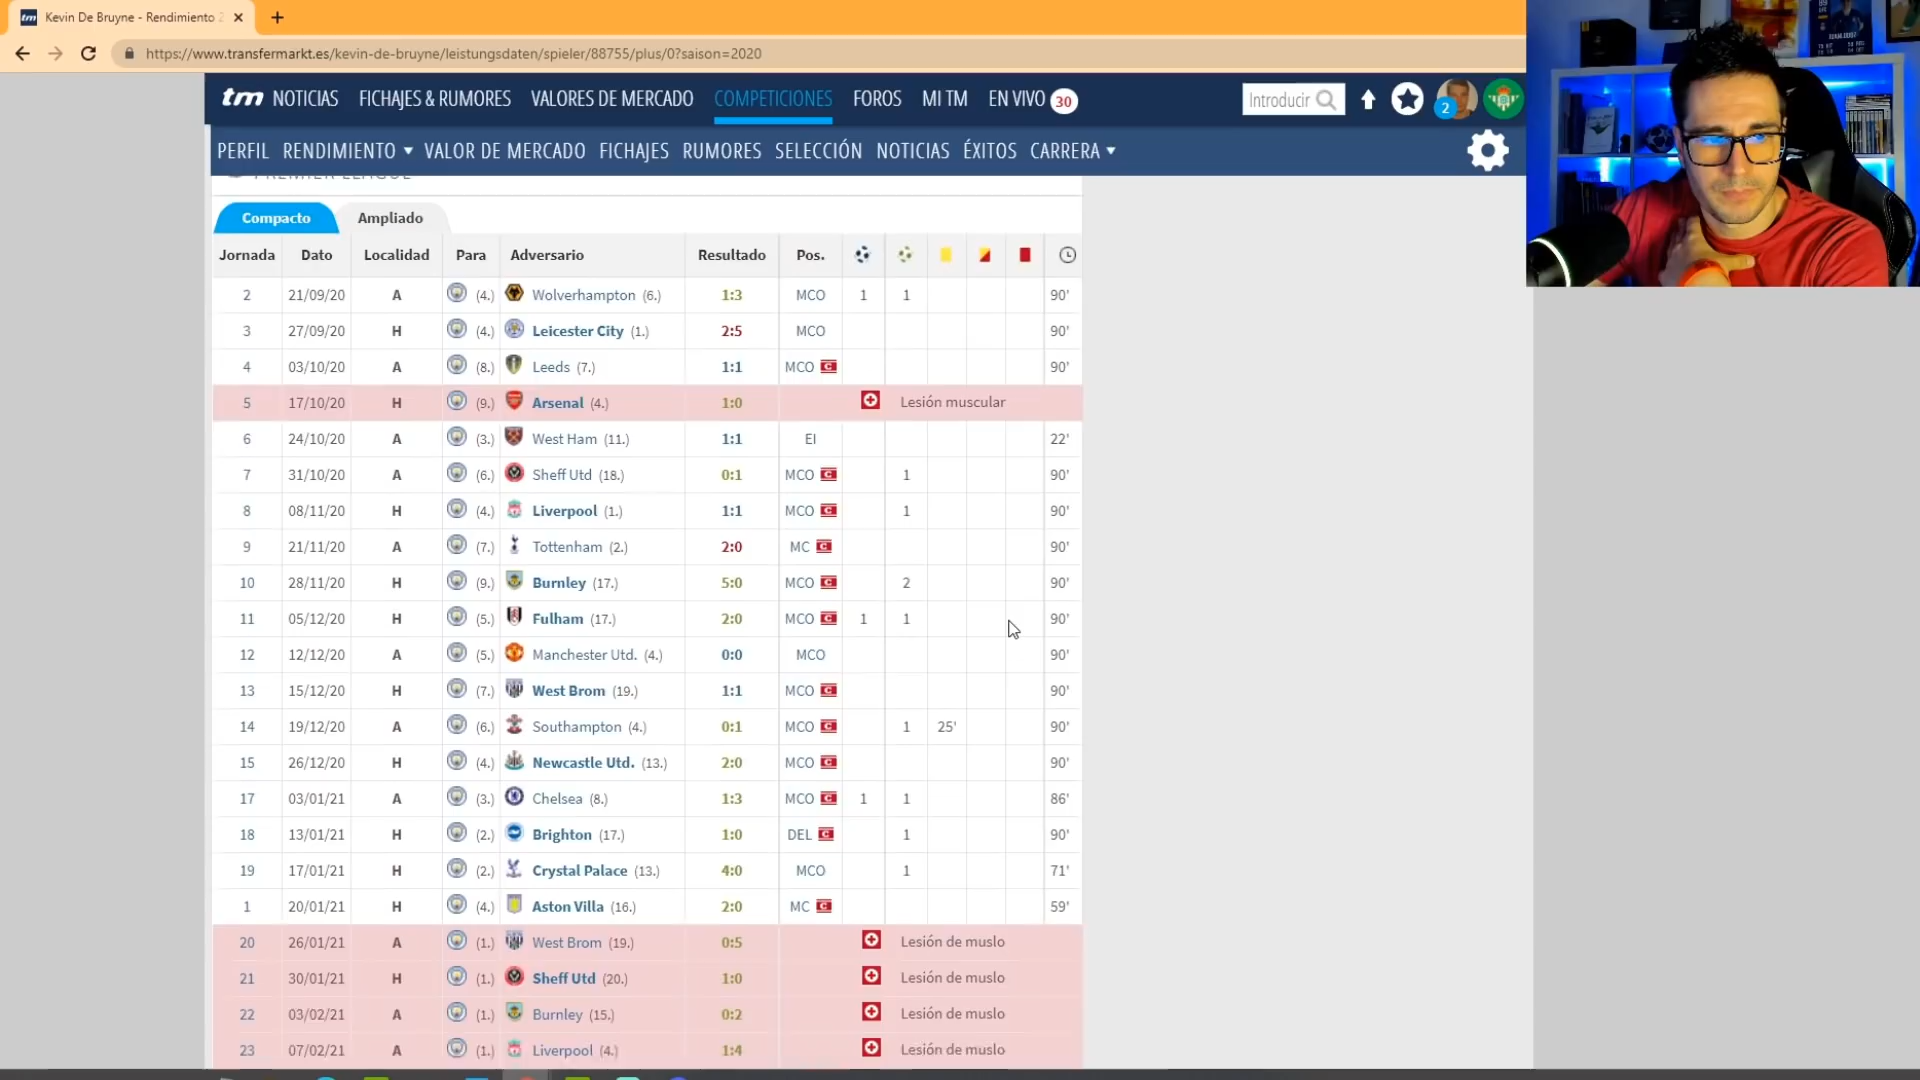 Kevin De Bruyne - Rendimiento 2
https://www.transfermarkt.es/kevin-de-bruyne/leistungsdaten/spieler/88755/plus/0?saison=2020
tm NOTICIAS FICHAJES & RUMORES VALORES DE MERCADO COMPETICIONES FOROS MI TM EN VIVO 30 Introducir 2
PERFIL RENDIMIENTO VALOR DE MERCADO FICHAJES RUMORES SELECCIÓN NOTICIAS ÉXITOS CARRERA
PREMIER LEAGUE
Compacto Ampliado
Jornada Dato Localidad Para Adversario Resultado Pos.
2 21/09/20 A (4.) Wolverhampton (6.) 1:3 MCO 1 1 90'
3 27/09/20 H (4.) Leicester City (1.) 2:5 MCO 90'
4 03/10/20 A (8.) Leeds (7.) 1:1 MCO C 90'
5 17/10/20 H (9.) Arsenal (4.) 1:0 Lesión muscular
6 24/10/20 A (3.) West Ham (11.) 1:1 EI 22'
7 31/10/20 A (6.) Sheff Utd (18.) 0:1 MCO C 1 90'
8 08/11/20 H (4.) Liverpool (1.) 1:1 MCO C 1 90'
9 21/11/20 A (7.) Tottenham (2.) 2:0 MC C 90'
10 28/11/20 H (9.) Burnley (17.) 5:0 MCO C 2 90'
11 05/12/20 H (5.) Fulham (17.) 2:0 MCO C 1 1 90'
12 12/12/20 A (5.) Manchester Utd. (4.) 0:0 MCO 90'
13 15/12/20 H (7.) West Brom (19.) 1:1 MCO C 90'
14 19/12/20 A (6.) Southampton (4.) 0:1 MCO C 1 25' 90'
15 26/12/20 H (4.) Newcastle Utd. (13.) 2:0 MCO C 90'
17 03/01/21 A (3.) Chelsea (8.) 1:3 MCO C 1 1 86'
18 13/01/21 H (2.) Brighton (17.) 1:0 DEL C 1 90'
19 17/01/21 H (2.) Crystal Palace (13.) 4:0 MCO 1 71'
1 20/01/21 H (4.) Aston Villa (16.) 2:0 MC C 59'
20 26/01/21 A (1.) West Brom (19.) 0:5 Lesión de muslo
21 30/01/21 H (1.) Sheff Utd (20.) 1:0 Lesión de muslo
22 03/02/21 A (1.) Burnley (15.) 0:2 Lesión de muslo
23 07/02/21 A (1.) Liverpool (4.) 1:4 Lesión de muslo